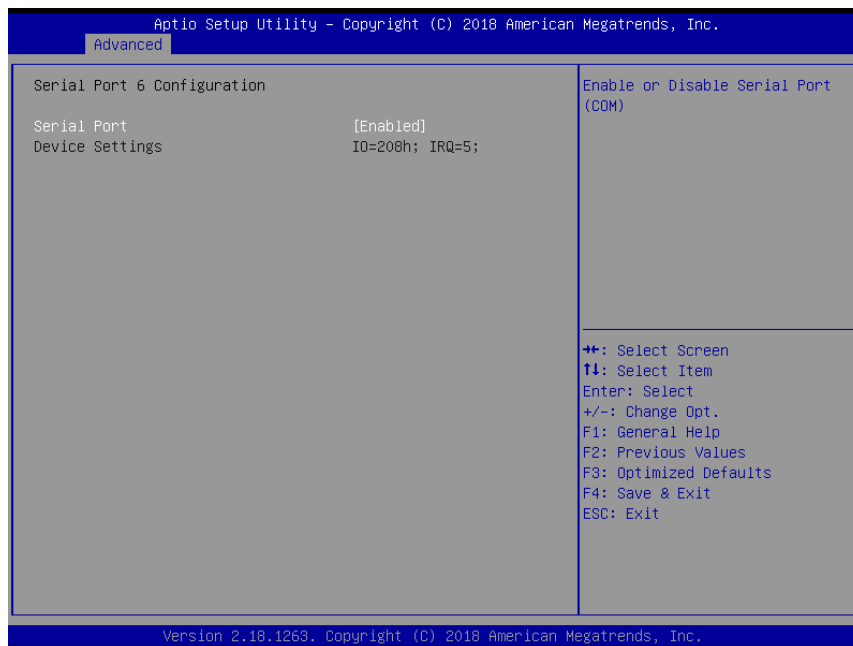 Aptio Setup Utility – Copyright (C) 2018 American Megatrends, Inc.
Advanced
Serial Port 6 Configuration
Serial Port [Enabled]
Device Settings IO=208h; IRQ=5;
Enable or Disable Serial Port
(COM)
→←: Select Screen
↑↓: Select Item
Enter: Select
+/-: Change Opt.
F1: General Help
F2: Previous Values
F3: Optimized Defaults
F4: Save & Exit
ESC: Exit
Version 2.18.1263. Copyright (C) 2018 American Megatrends, Inc.